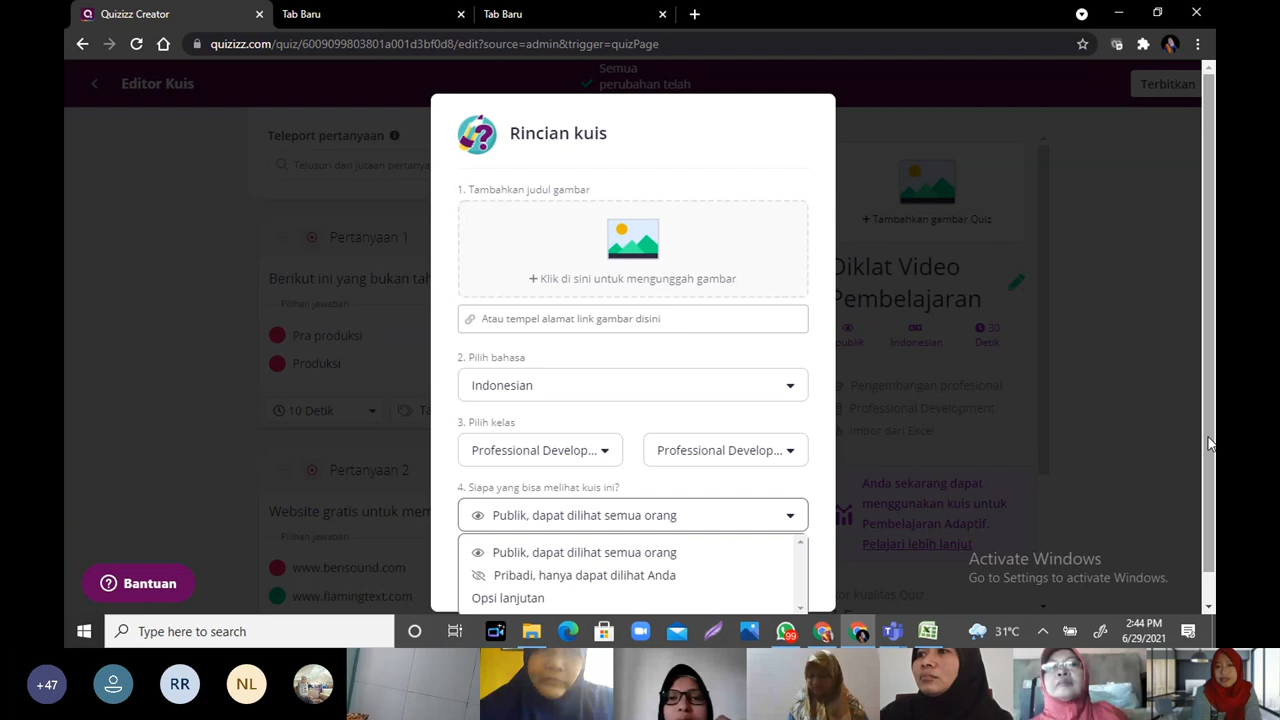 Quizizz Creator
Tab Baru
Tab Baru
quizizz.com/quiz/6009099803801a001d3bf0d8/edit?source=admin&trigger=quizPage
Editor Kuis
Semua
perubahan telah
Terbitkan
Teleport pertanyaan
Telusuri dari jutaan pertanya
Pertanyaan 1
Berikut ini yang bukan tah
Pilihan jawaban
Pra produksi
Produksi
10 Detik
Ta
Pertanyaan 2
Website gratis untuk mem
Pilihan jawaban
www.bensound.com
www.flamingtext.com
Bantuan
Rincian kuis
1. Tambahkan judul gambar
+ Klik di sini untuk mengunggah gambar
Atau tempel alamat link gambar disini
2. Pilih bahasa
Indonesian
3. Pilih kelas
Professional Develop...
Professional Develop...
4. Siapa yang bisa melihat kuis ini?
Publik, dapat dilihat semua orang
Publik, dapat dilihat semua orang
Pribadi, hanya dapat dilihat Anda
Opsi lanjutan
+ Tambahkan gambar Quiz
Diklat Video
Pembelajaran
publik
Indonesian
30
Detik
Pengembangan profesional
Professional Development
Impor dari Excel
Anda sekarang dapat
menggunakan kuis untuk
Pembelajaran Adaptif.
Pelajari lebih lanjut
or kualitas Quiz
Activate Windows
Go to Settings to activate Windows.
Type here to search
99
31°C
2:44 PM
6/29/2021
+47
RR
NL